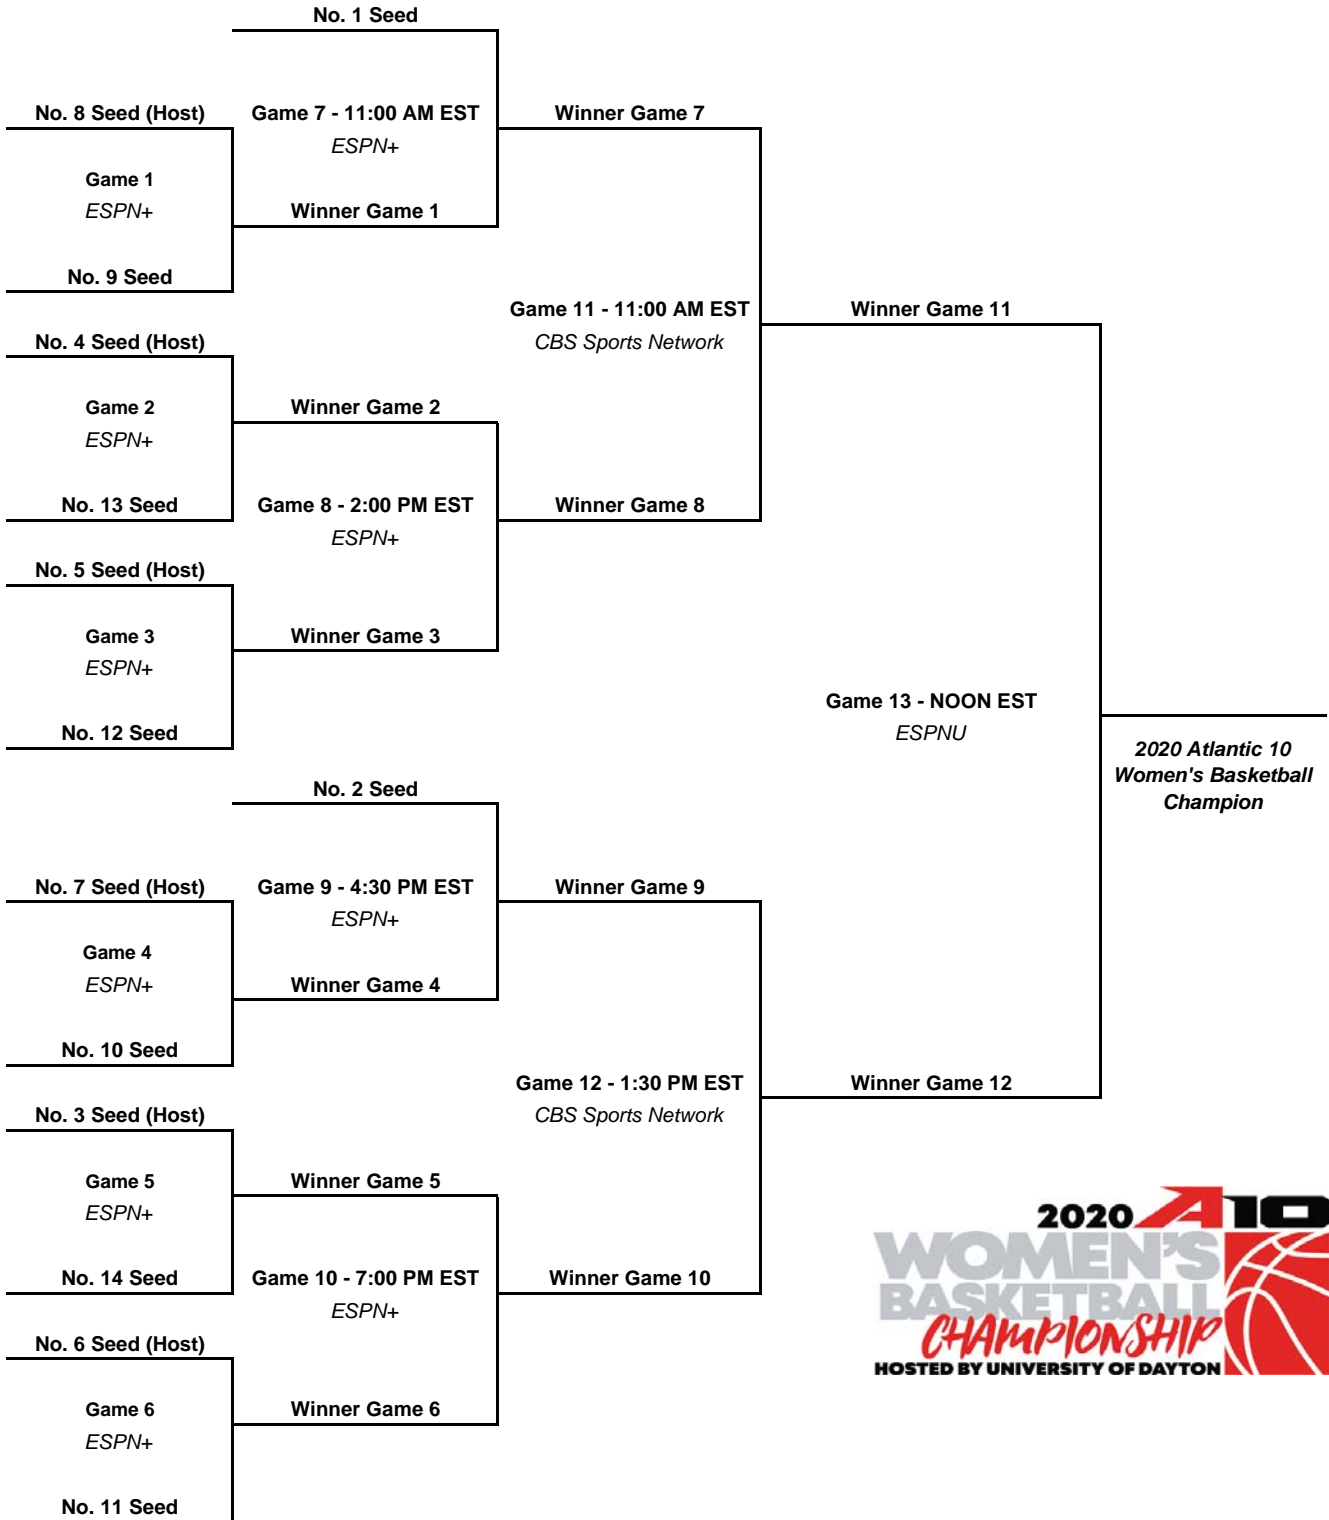 No. 1 Seed
No. 8 Seed (Host)
Game 7 - 11:00 AM EST
Winner Game 7
ESPN+
Game 1
ESPN+
Winner Game 1
No. 9 Seed
Game 11 - 11:00 AM EST
Winner Game 11
No. 4 Seed (Host)
CBS Sports Network
Game 2
Winner Game 2
ESPN+
No. 13 Seed
Game 8 - 2:00 PM EST
Winner Game 8
ESPN+
No. 5 Seed (Host)
Game 3
Winner Game 3
ESPN+
Game 13 - NOON EST
No. 12 Seed
ESPNU
2020 Atlantic 10
Women's Basketball
Champion
No. 2 Seed
No. 7 Seed (Host)
Game 9 - 4:30 PM EST
Winner Game 9
ESPN+
Game 4
ESPN+
Winner Game 4
No. 10 Seed
Game 12 - 1:30 PM EST
Winner Game 12
No. 3 Seed (Host)
CBS Sports Network
Game 5
Winner Game 5
ESPN+
No. 14 Seed
Game 10 - 7:00 PM EST
Winner Game 10
ESPN+
No. 6 Seed (Host)
Game 6
Winner Game 6
ESPN+
No. 11 Seed
2020 A10
WOMEN'S
BASKETBALL
CHAMPIONSHIP
HOSTED BY UNIVERSITY OF DAYTON